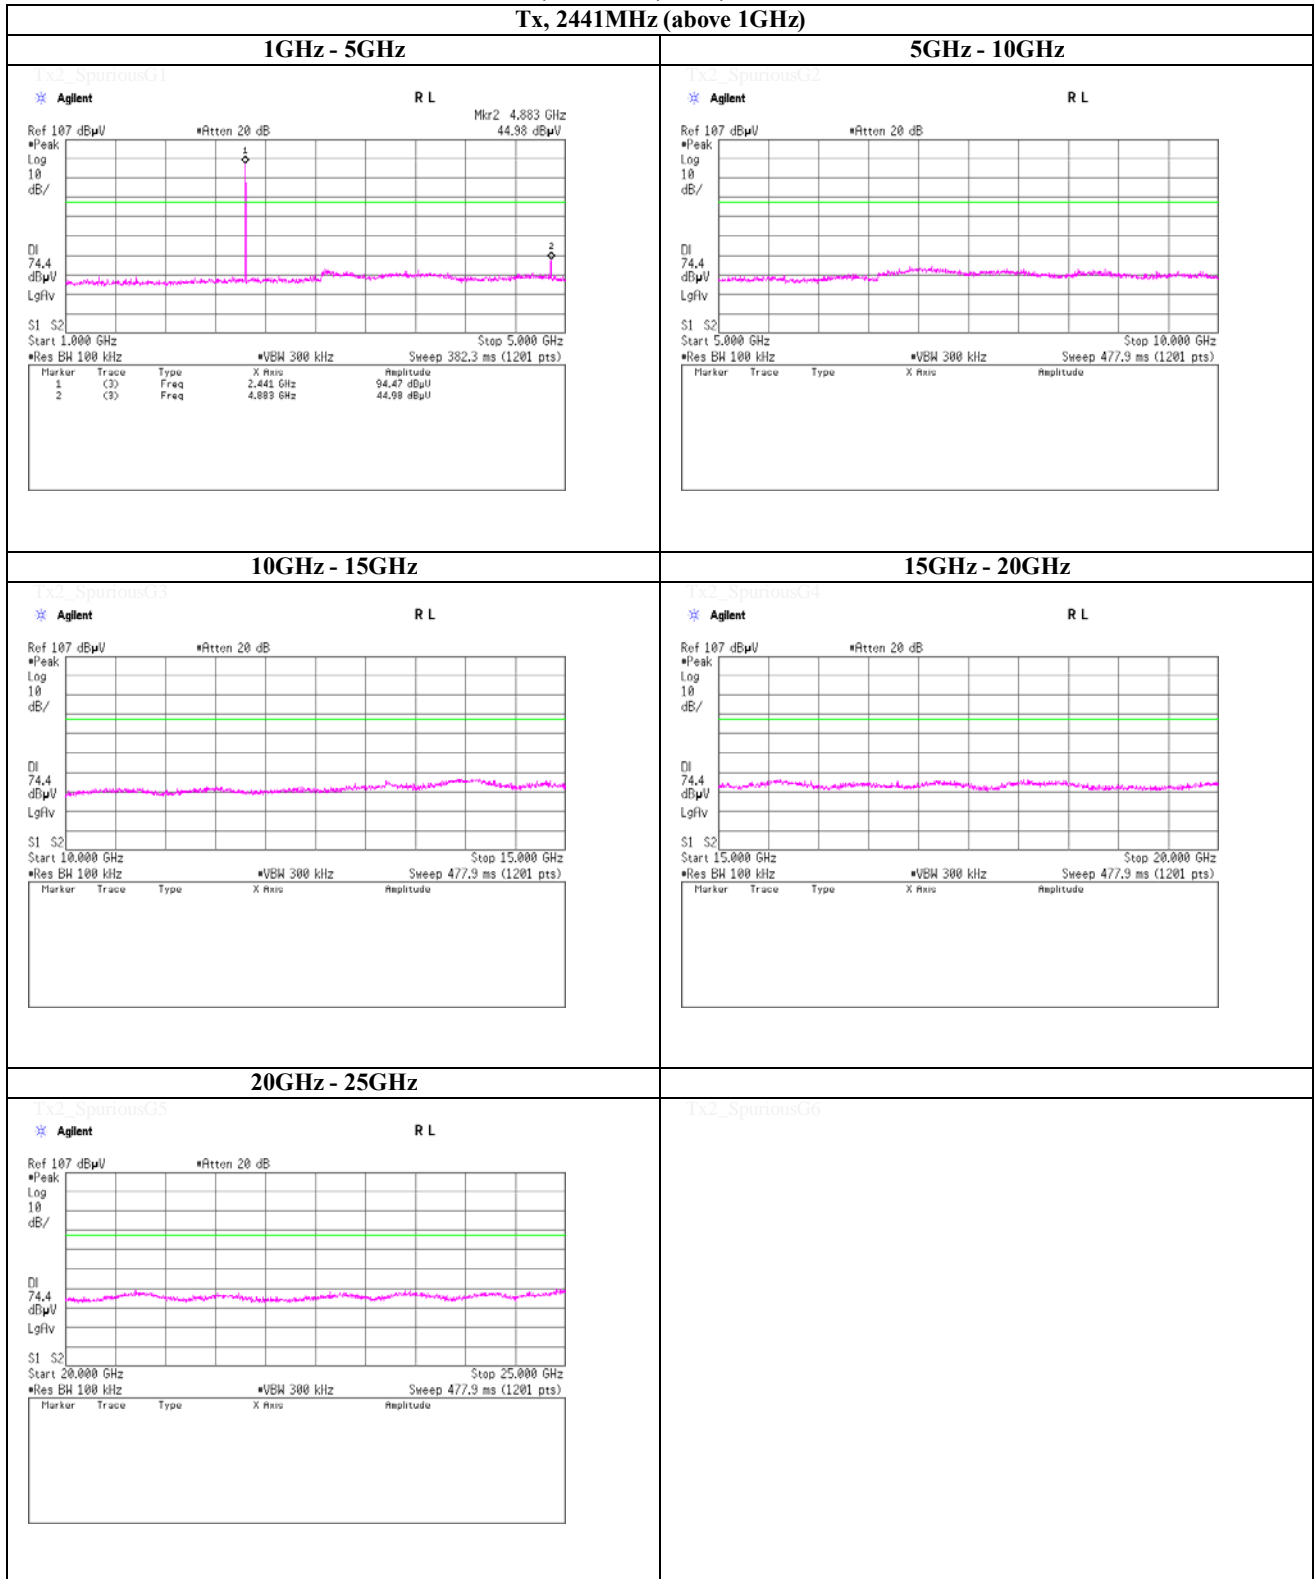 Tx, 2441MHz (above 1GHz)
1GHz - 5GHz
Tx2_SpuriousG1
Agilent R L
Mkr2 4.883 GHz
Ref 107 dBµV *Atten 20 dB 44.98 dBµV
*Peak
Log
10
dB/
1
2
DI
74.4
dBµV
LgAv
S1 S2
Start 1.000 GHz Stop 5.000 GHz
*Res BW 100 kHz *VBW 300 kHz Sweep 382.3 ms (1201 pts)
Marker Trace Type X Axis Amplitude
1 (3) Freq 2.441 GHz 94.47 dBµV
2 (3) Freq 4.883 GHz 44.98 dBµV
5GHz - 10GHz
Tx2_SpuriousG2
Agilent R L
Ref 107 dBµV *Atten 20 dB
*Peak
Log
10
dB/
DI
74.4
dBµV
LgAv
S1 S2
Start 5.000 GHz Stop 10.000 GHz
*Res BW 100 kHz *VBW 300 kHz Sweep 477.9 ms (1201 pts)
Marker Trace Type X Axis Amplitude
10GHz - 15GHz
Tx2_SpuriousG3
Agilent R L
Ref 107 dBµV *Atten 20 dB
*Peak
Log
10
dB/
DI
74.4
dBµV
LgAv
S1 S2
Start 10.000 GHz Stop 15.000 GHz
*Res BW 100 kHz *VBW 300 kHz Sweep 477.9 ms (1201 pts)
Marker Trace Type X Axis Amplitude
15GHz - 20GHz
Tx2_SpuriousG4
Agilent R L
Ref 107 dBµV *Atten 20 dB
*Peak
Log
10
dB/
DI
74.4
dBµV
LgAv
S1 S2
Start 15.000 GHz Stop 20.000 GHz
*Res BW 100 kHz *VBW 300 kHz Sweep 477.9 ms (1201 pts)
Marker Trace Type X Axis Amplitude
20GHz - 25GHz
Tx2_SpuriousG5
Agilent R L
Ref 107 dBµV *Atten 20 dB
*Peak
Log
10
dB/
DI
74.4
dBµV
LgAv
S1 S2
Start 20.000 GHz Stop 25.000 GHz
*Res BW 100 kHz *VBW 300 kHz Sweep 477.9 ms (1201 pts)
Marker Trace Type X Axis Amplitude
Tx2_SpuriousG6